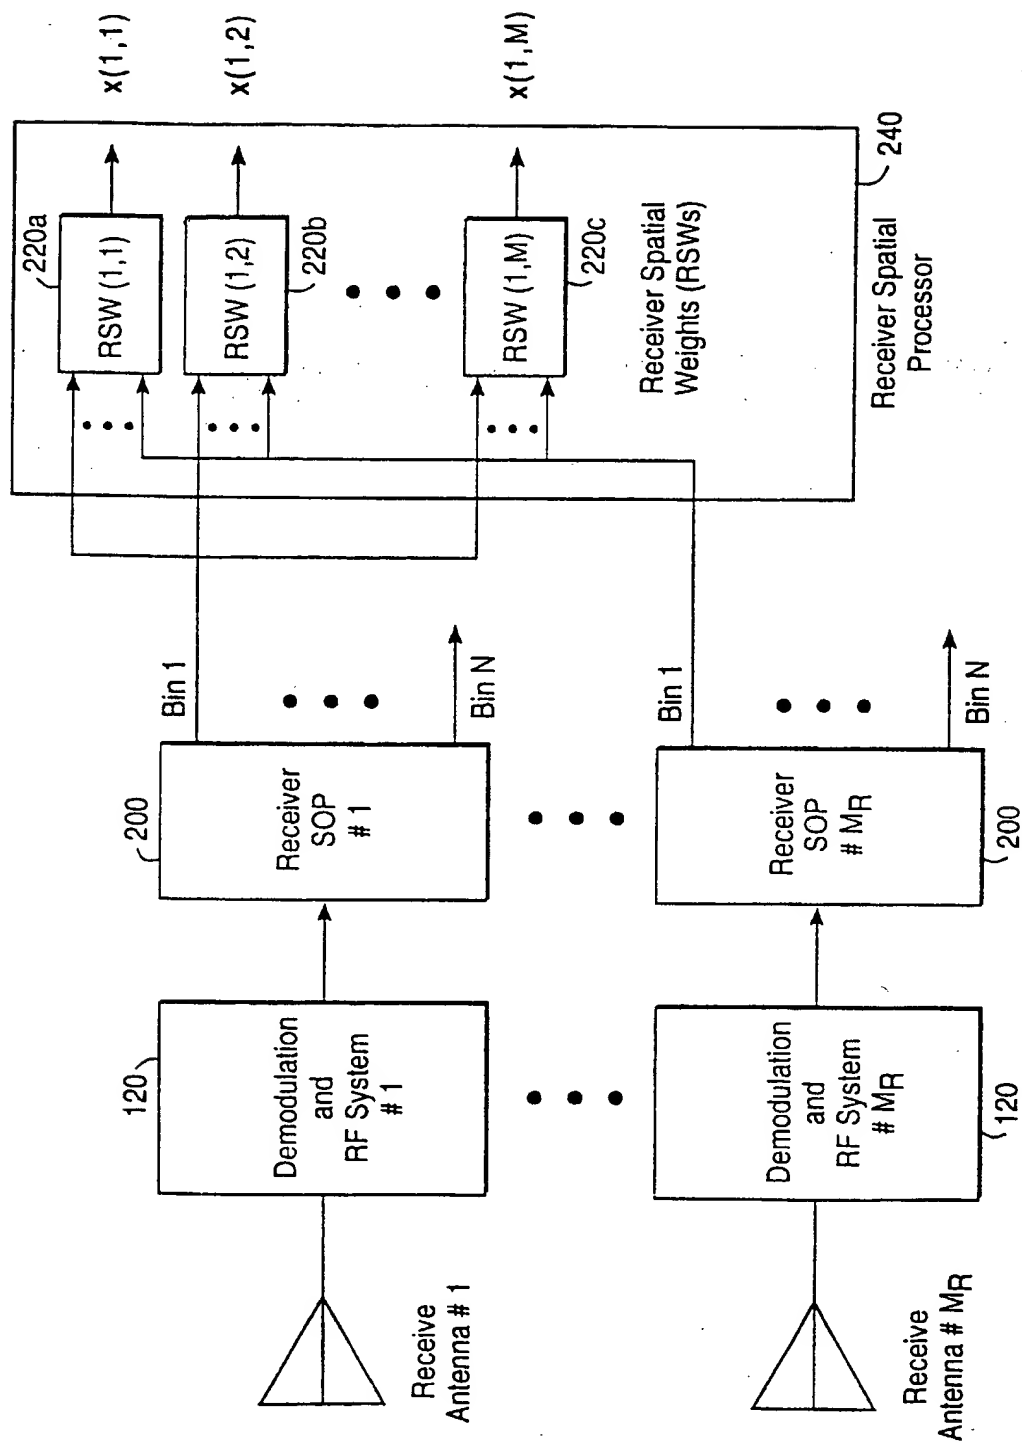 Receive
Antenna # 1
120
Demodulation
and
RF System
# 1
200
Receiver
SOP
# 1
Bin 1
Bin N
220a
RSW (1,1)
x(1,1)
RSW (1,2)
220b
x(1,2)
RSW (1,M)
220c
x(1,M)
Receiver Spatial
Weights (RSWs)
240
Receiver Spatial
Processor
Receive
Antenna # MR
Demodulation
and
RF System
# MR
120
Receiver
SOP
# MR
200
Bin 1
Bin N